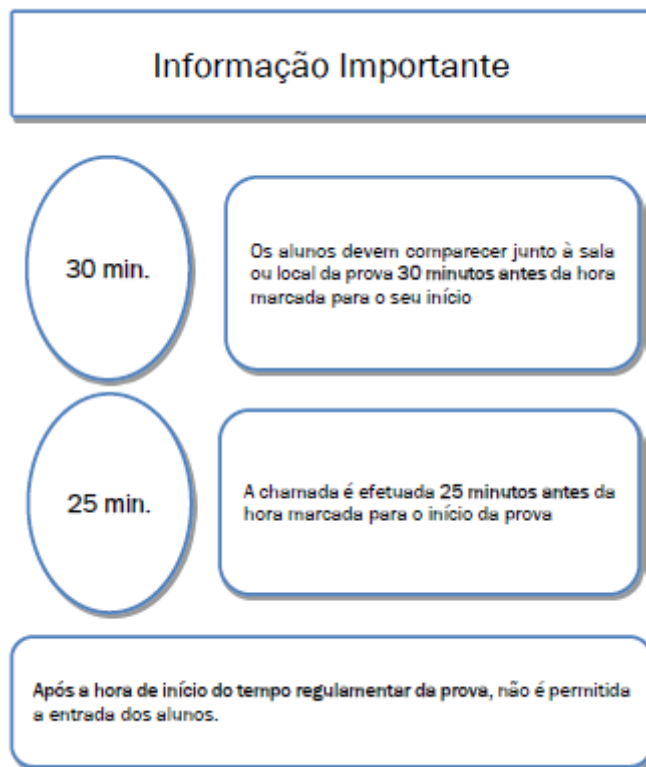 Informação Importante
30 min.
Os alunos devem comparecer junto à sala
ou local da prova 30 minutos antes da hora
marcada para o seu início
25 min.
A chamada é efetuada 25 minutos antes da
hora marcada para o início da prova
Após a hora de início do tempo regulamentar da prova, não é permitida
a entrada dos alunos.